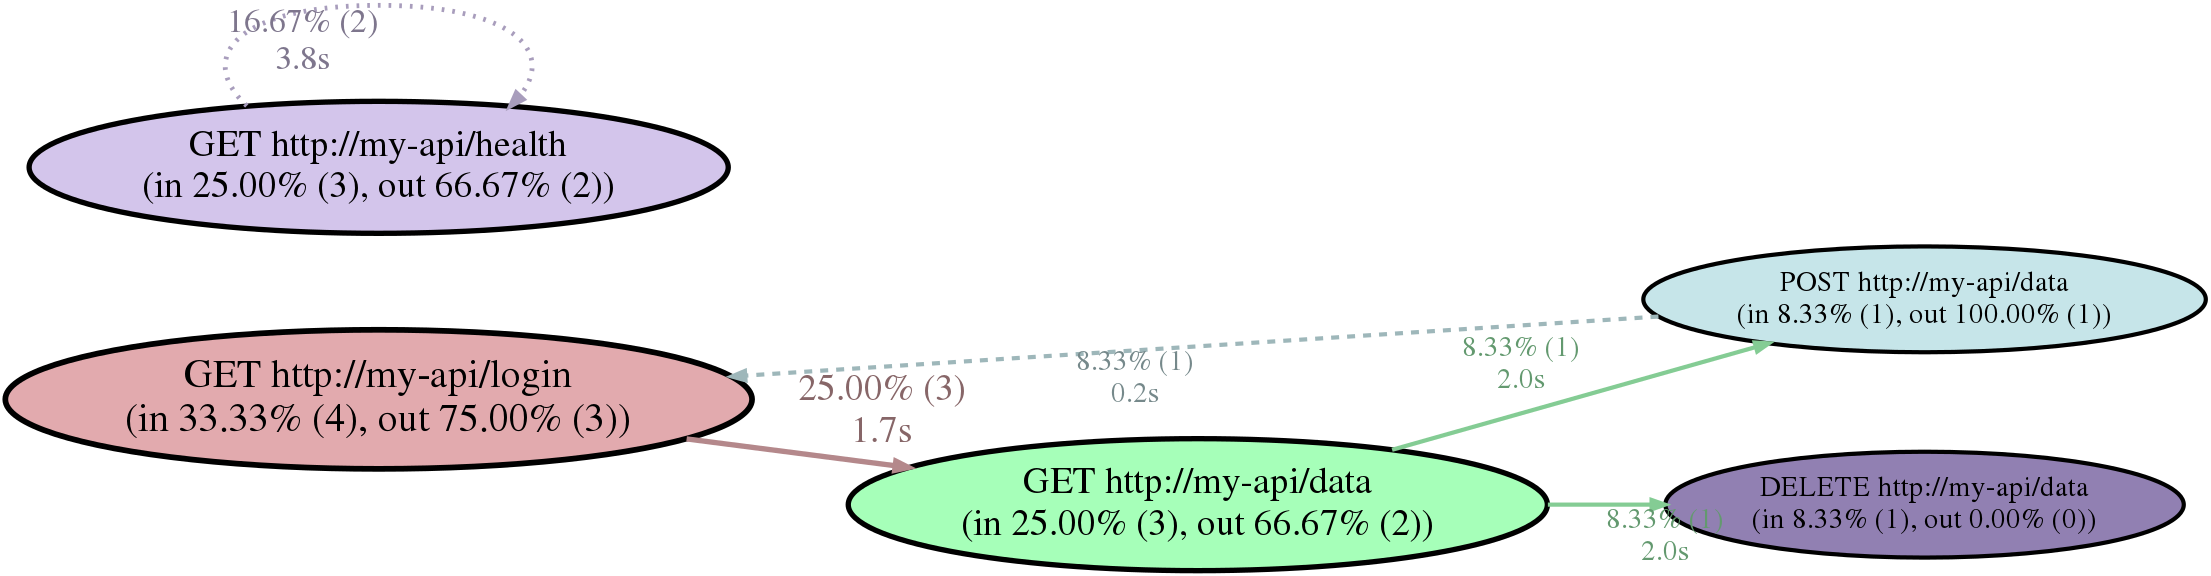 16.67% (2)
3.8s
GET http://my-api/health
(in 25.00% (3), out 66.67% (2))
POST http://my-api/data
(in 8.33% (1), out 100.00% (1))
GET http://my-api/login
(in 33.33% (4), out 75.00% (3))
25.00% (3)
1.7s
8.33% (1)
0.2s
8.33% (1)
2.0s
GET http://my-api/data
(in 25.00% (3), out 66.67% (2))
8.33% (1)
2.0s
DELETE http://my-api/data
(in 8.33% (1), out 0.00% (0))